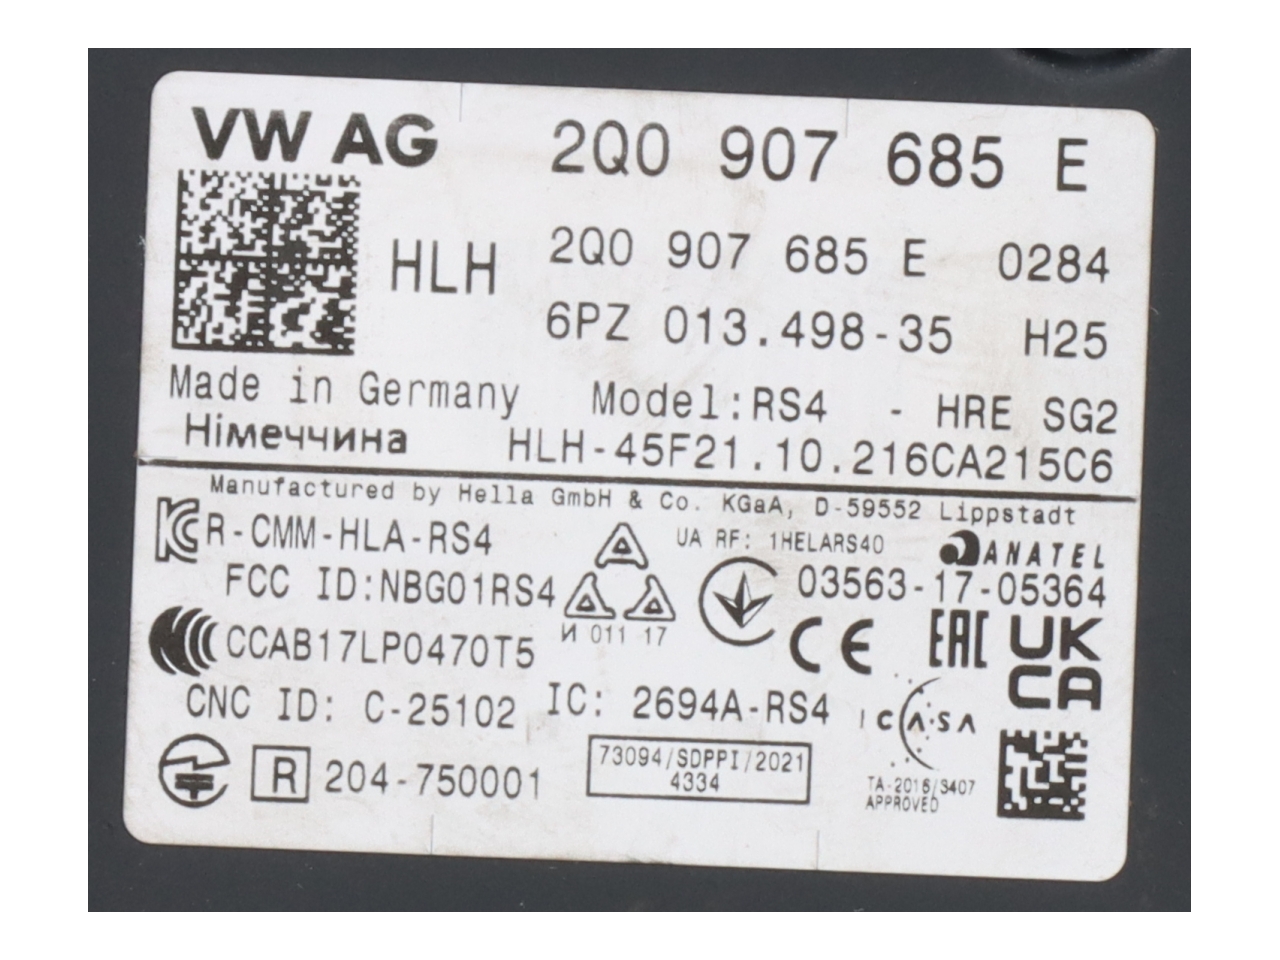 VW AG 2Q0 907 685 E
HLH 2Q0 907 685 E 0284
6PZ 013.498-35 H25
Made in Germany Model:RS4 - HRE SG2
Німеччина HLH-45F21.10.216CA215C6
Manufactured by Hella GmbH & Co. KGaA, D-59552 Lippstadt
R-CMM-HLA-RS4 UA RF: 1HELARS40 ANATEL
FCC ID:NBG01RS4 03563-17-05364
И 011 17
CCAB17LP0470T5 CE EAC UK
CA
CNC ID: C-25102 IC: 2694A-RS4 ICASA
R 204-750001 73094/SDPPI/2021
4334
TA-2016/3407
APPROVED